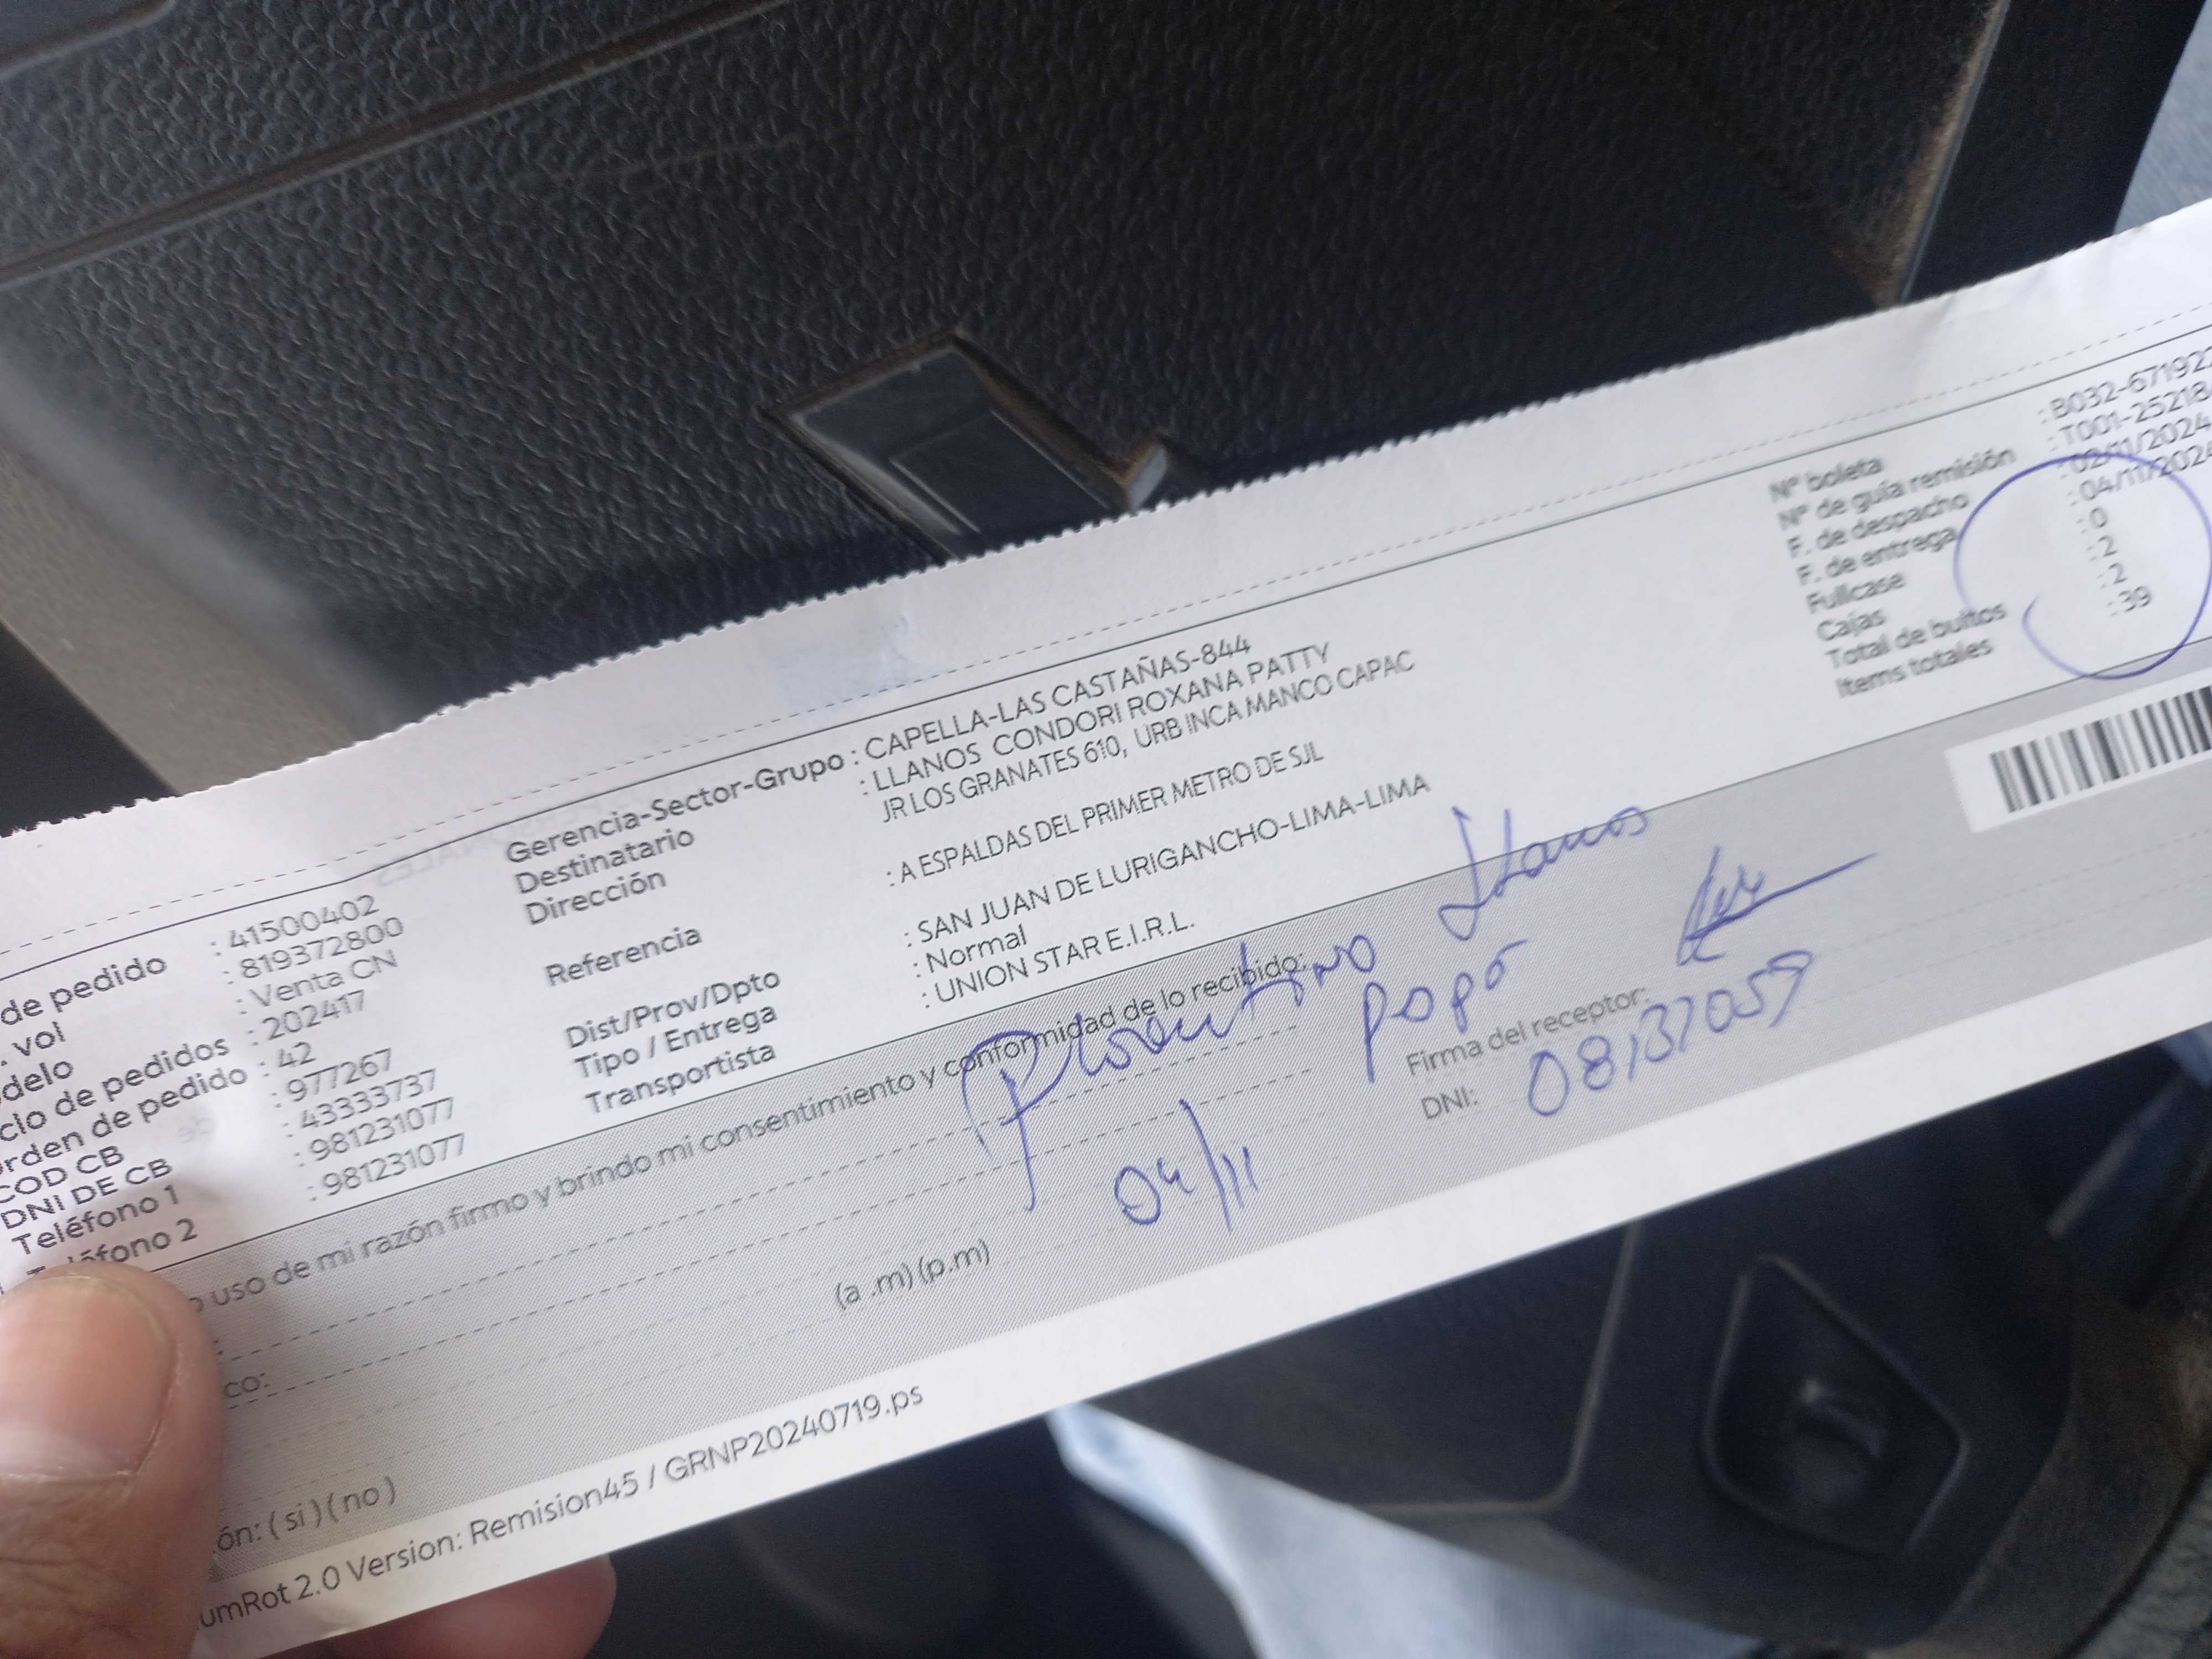 de pedido : 41500402
. vol : 819372800
delo : Venta CN
clo de pedidos : 202417
rden de pedido : 42
COD CB : 977267
DNI DE CB : 43333737
Teléfono 1 : 981231077
Teléfono 2 : 981231077
Gerencia-Sector-Grupo : CAPELLA-LAS CASTAÑAS-844
Destinatario : LLANOS CONDORI ROXANA PATTY
Dirección JR LOS GRANATES 610, URB INCA MANCO CAPAC
Referencia : A ESPALDAS DEL PRIMER METRO DE SJL
Dist/Prov/Dpto : SAN JUAN DE LURIGANCHO-LIMA-LIMA
Tipo / Entrega : Normal
Transportista : UNION STAR E.I.R.L.
N° boleta : B032-67192
N° de guía remisión : T001-25218
F. de despacho : 02/11/2024
F. de entrega : 04/11/2024
Fullcase : 0
Cajas : 2
Total de bultos : 2
Items totales : 39
o uso de mi razón firmo y brindo mi consentimiento y conformidad de lo recibido:
Llanos
papá
04/11
Firma del receptor:
DNI: 08137059
co:
(a .m) (p.m)
ón: ( si ) ( no )
umRot 2.0 Version: Remision45 / GRNP20240719.ps